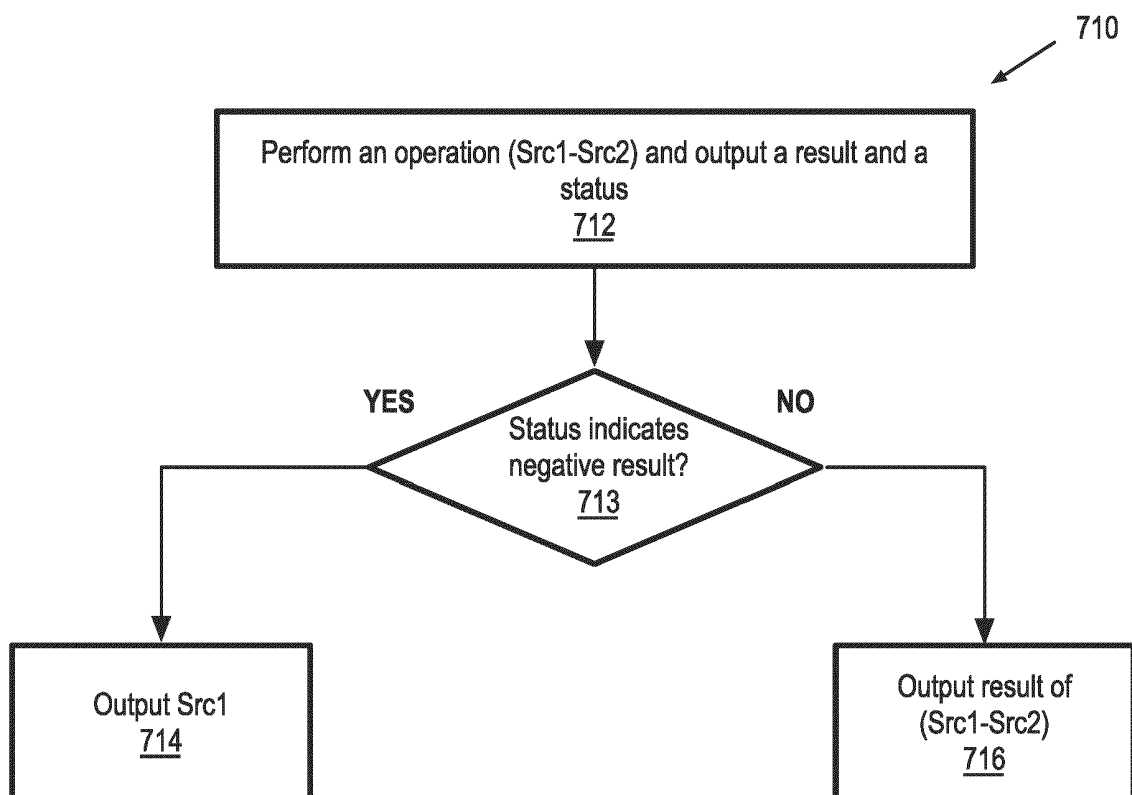 710
Perform an operation (Src1-Src2) and output a result and a
status
712
YES
NO
Status indicates
negative result?
713
Output Src1
714
Output result of
(Src1-Src2)
716